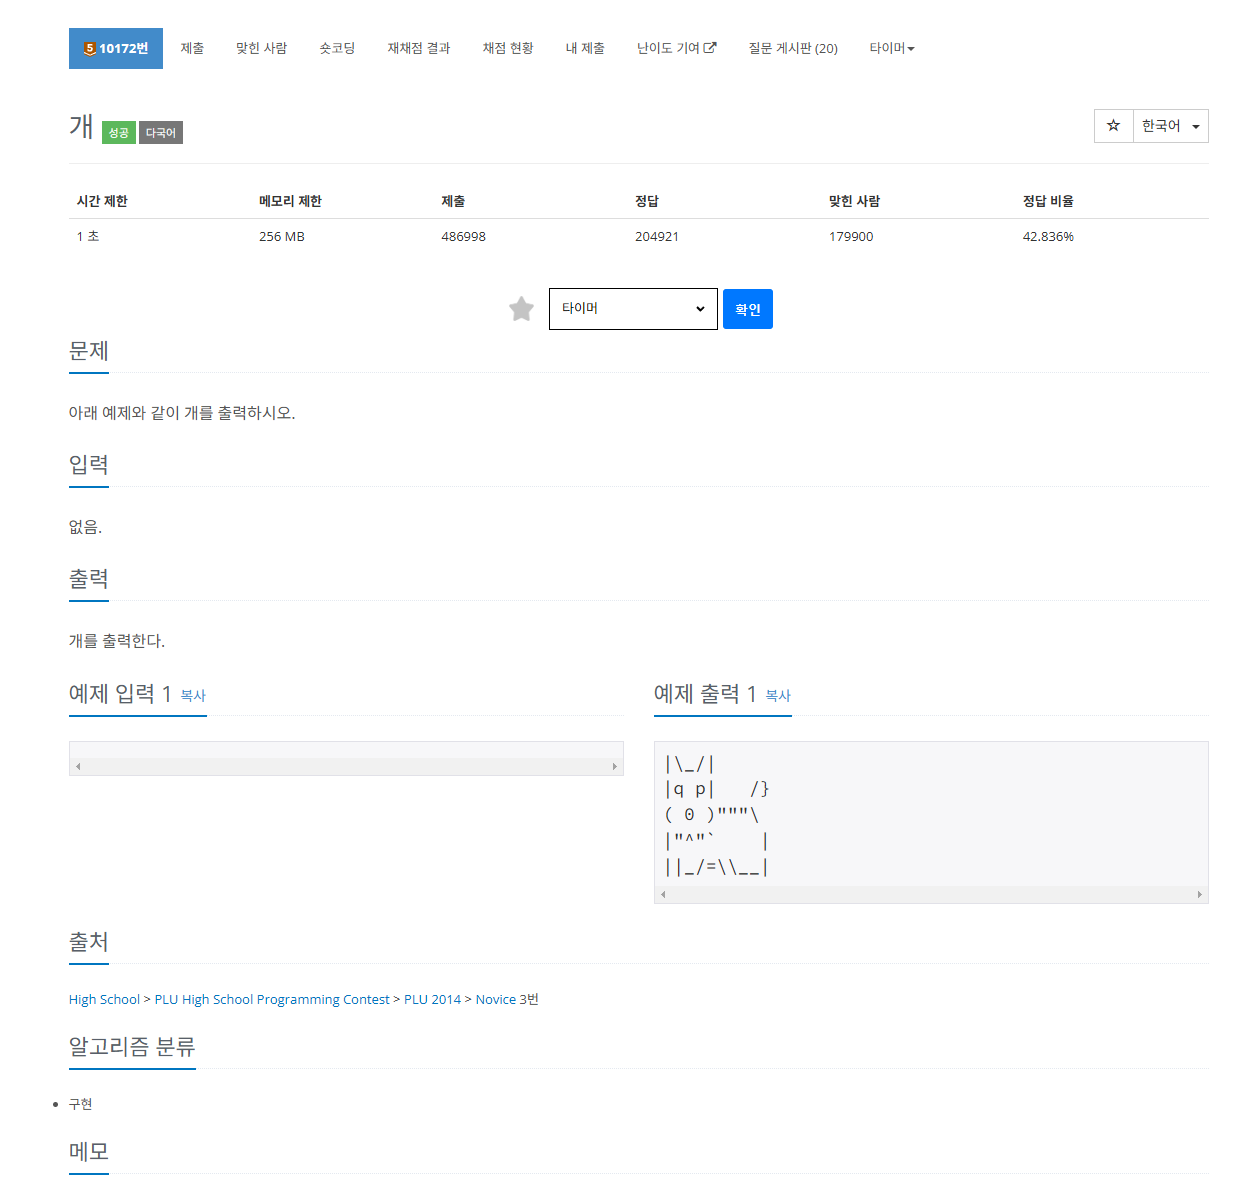 5 10172번 제출 맞힌 사람 숏코딩 재채점 결과 채점 현황 내 제출 난이도 기여 질문 게시판 (20) 타이머
개 성공 다국어 ☆ 한국어
시간 제한 메모리 제한 제출 정답 맞힌 사람 정답 비율
1 초 256 MB 486998 204921 179900 42.836%
타이머 확인
문제
아래 예제와 같이 개를 출력하시오.
입력
없음.
출력
개를 출력한다.
예제 입력 1 복사
예제 출력 1 복사
|\_/|
|q p|   /}
( 0 )"""\
|"^"`    |
||_/=\\__|
출처
High School > PLU High School Programming Contest > PLU 2014 > Novice 3번
알고리즘 분류
• 구현
메모